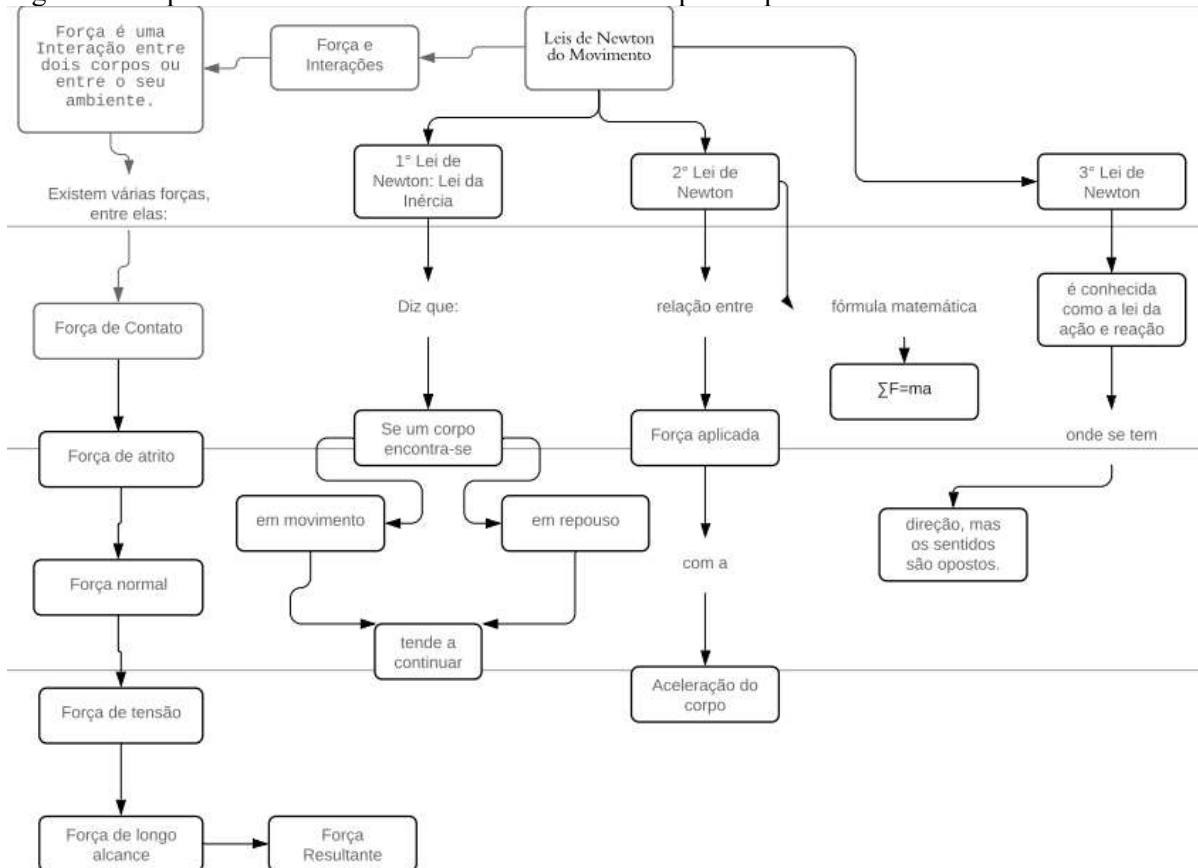 Leis de Newton
do Movimento
Força e
Interações
Força é uma
Interação entre
dois corpos ou
entre o seu
ambiente.
Existem várias forças,
entre elas:
Força de Contato
Força de atrito
Força normal
Força de tensão
Força de longo
alcance
Força
Resultante
1° Lei de
Newton: Lei da
Inércia
Diz que:
Se um corpo
encontra-se
em movimento
em repouso
tende a
continuar
2° Lei de
Newton
relação entre
Força aplicada
com a
Aceleração do
corpo
fórmula matemática
∑F=ma
3° Lei de
Newton
é conhecida
como a lei da
ação e reação
onde se tem
direção, mas
os sentidos
são opostos.